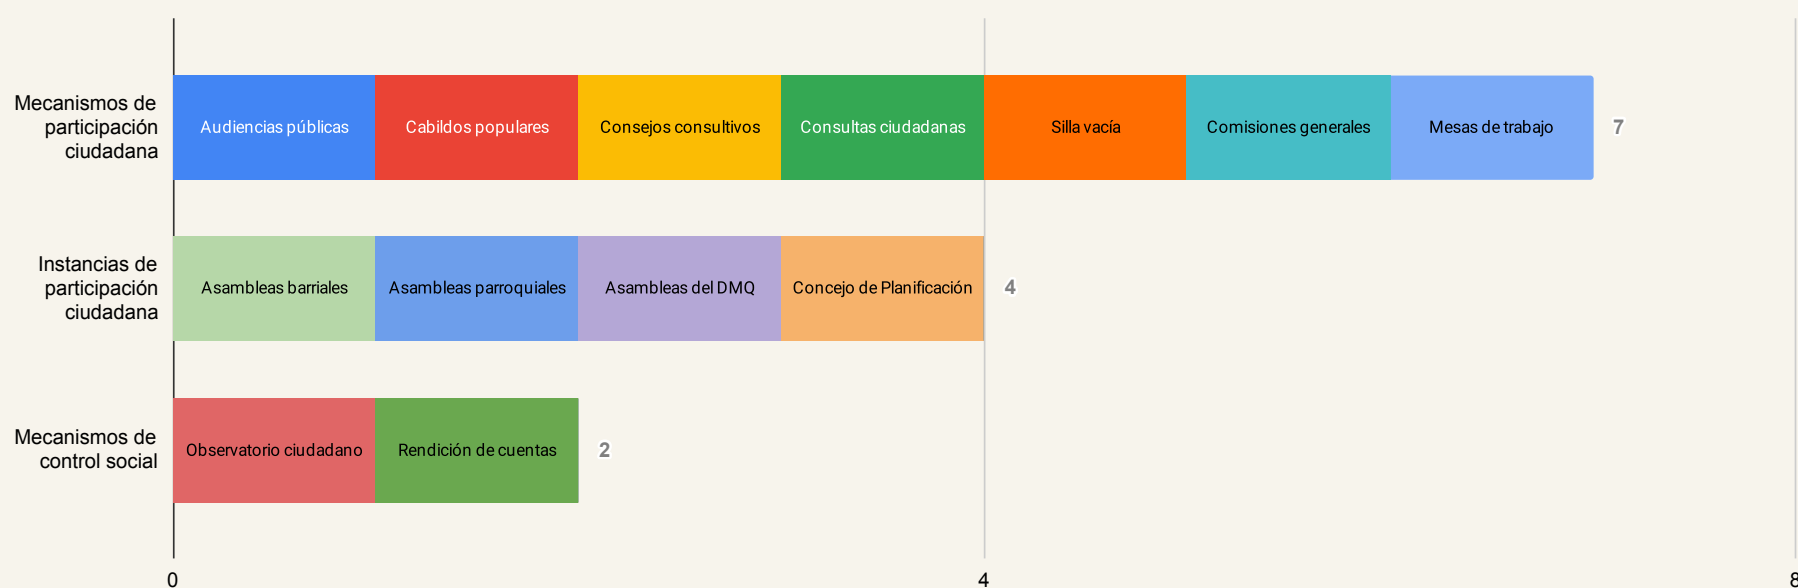 Mecanismos de
participación
ciudadana
Audiencias públicas
Cabildos populares
Consejos consultivos
Consultas ciudadanas
Silla vacía
Comisiones generales
Mesas de trabajo
7
Instancias de
participación
ciudadana
Asambleas barriales
Asambleas parroquiales
Asambleas del DMQ
Concejo de Planificación
4
Mecanismos de
control social
Observatorio ciudadano
Rendición de cuentas
2
0
4
8